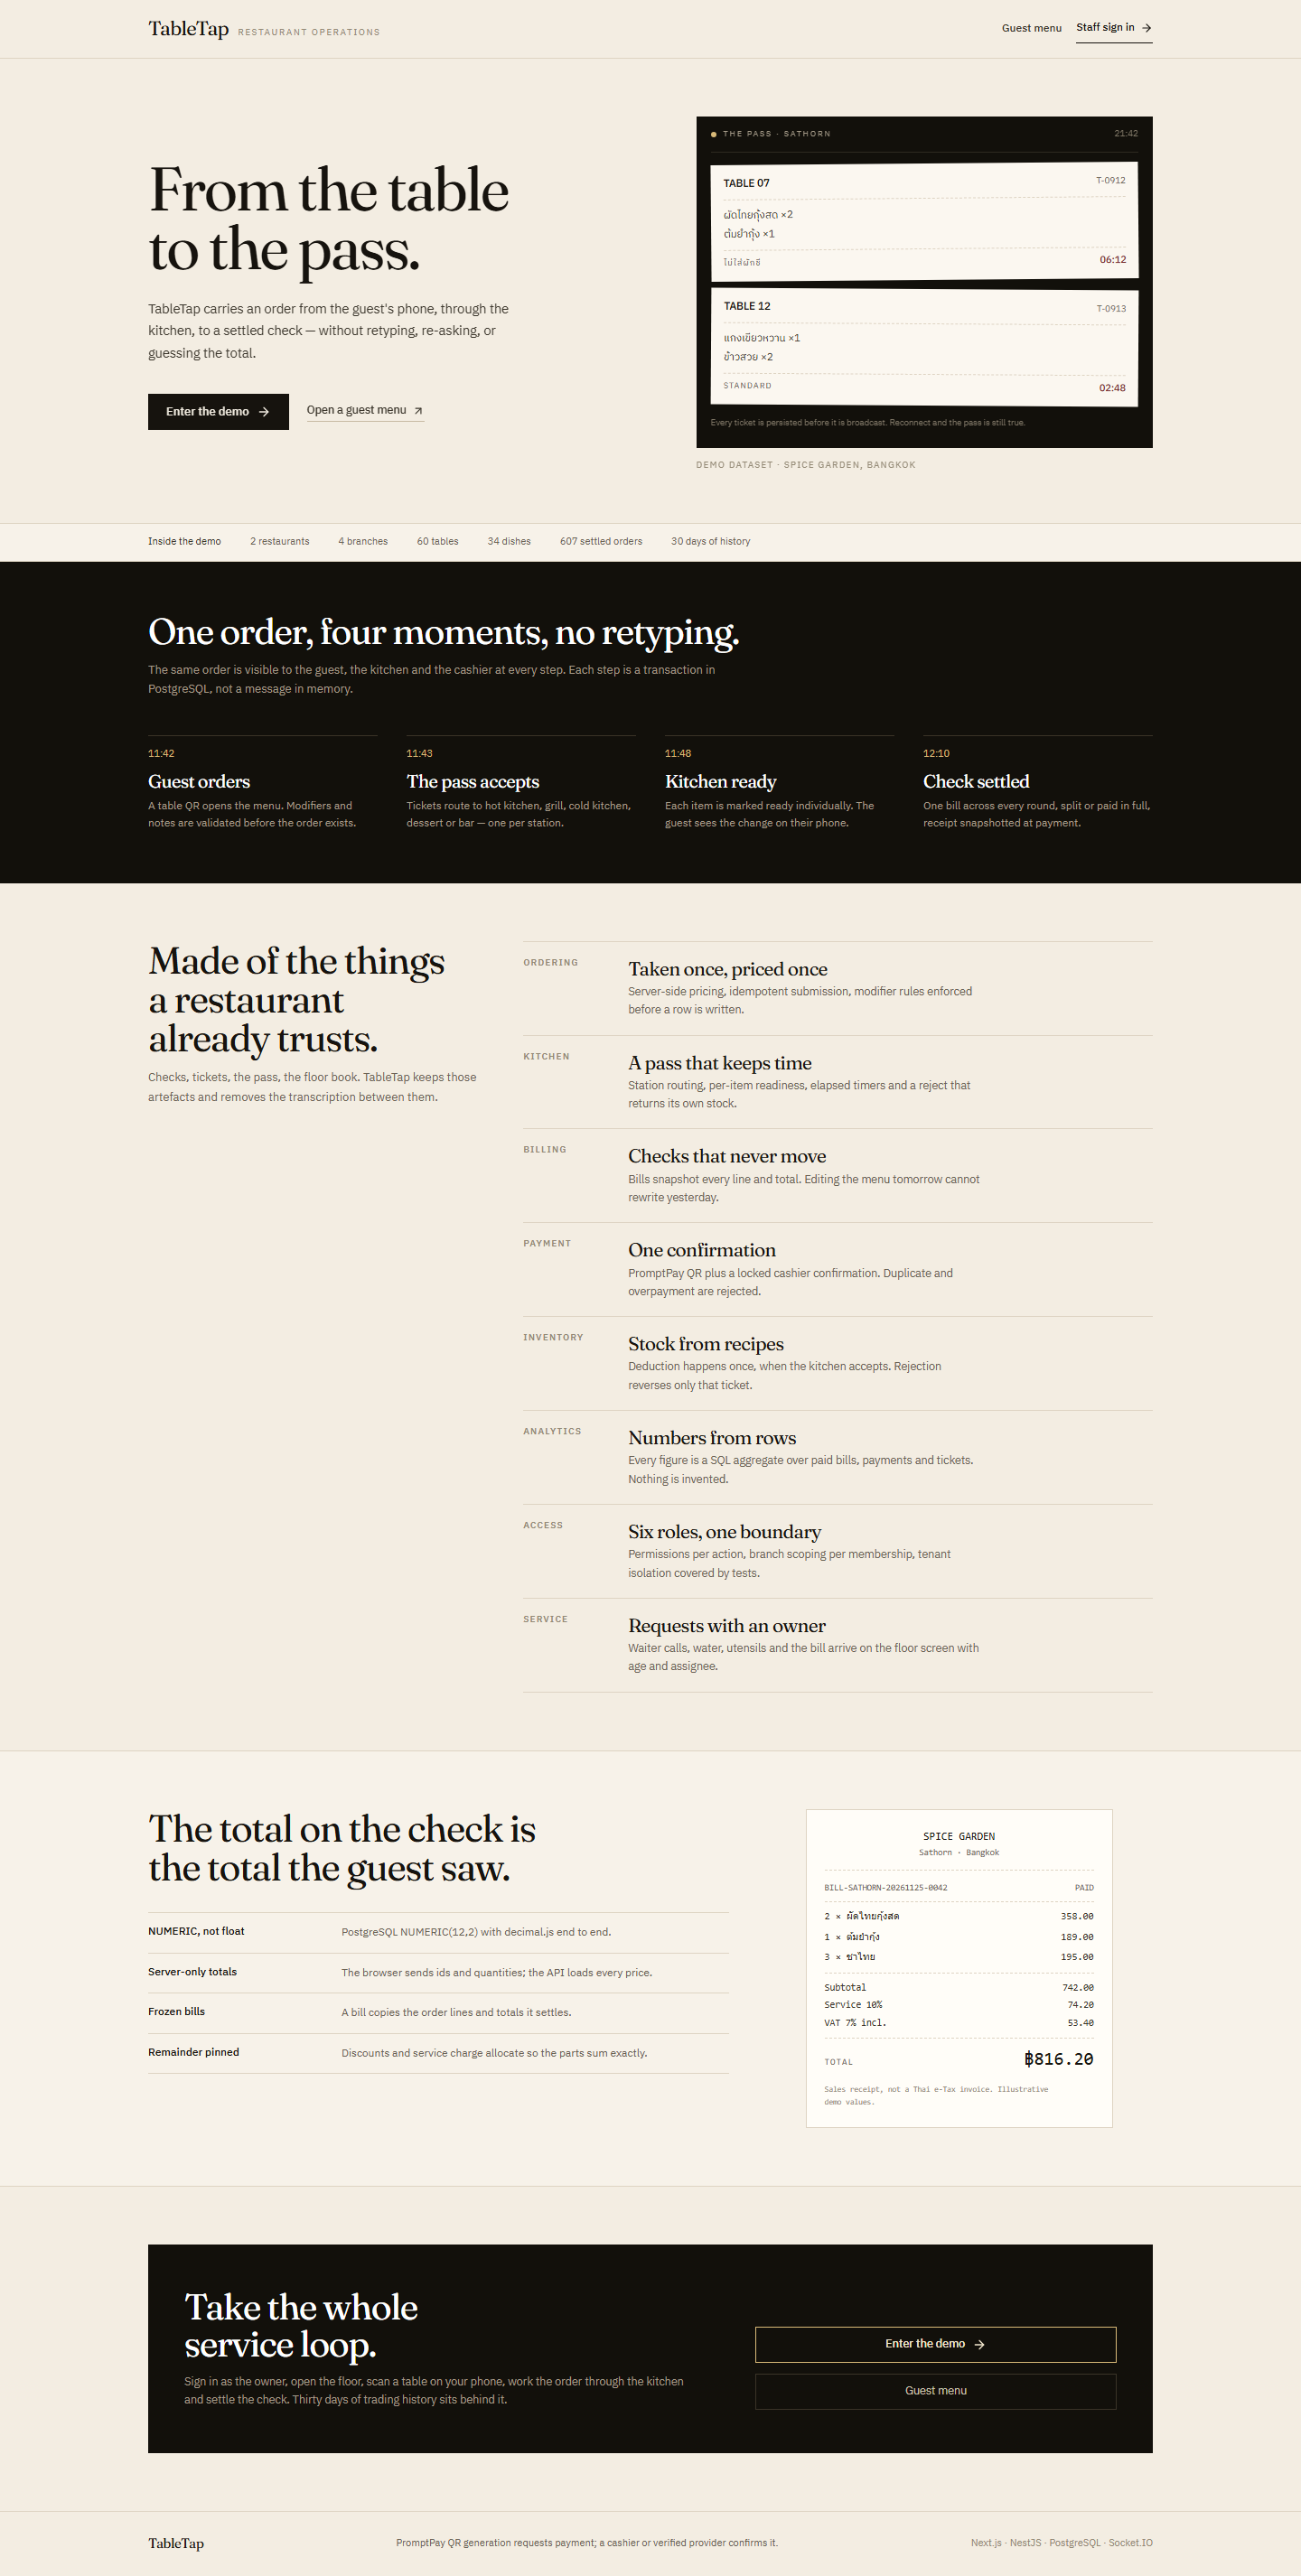 TableTap RESTAURANT OPERATIONS
Guest menu
Staff sign in →
From the table
to the pass.
TableTap carries an order from the guest's phone, through the
kitchen, to a settled check — without retyping, re-asking, or
guessing the total.
Enter the demo →
Open a guest menu ↗
THE PASS · SATHORN 21:42
TABLE 07 T-0912
ผัดไทยกุ้งสด ×2
ต้มยำกุ้ง ×1
ไม่ใส่ผักชี 06:12
TABLE 12 T-0913
แกงเขียวหวาน ×1
ข้าวสวย ×2
STANDARD 02:48
Every ticket is persisted before it is broadcast. Reconnect and the pass is still true.
DEMO DATASET · SPICE GARDEN, BANGKOK
Inside the demo 2 restaurants 4 branches 60 tables 34 dishes 607 settled orders 30 days of history
One order, four moments, no retyping.
The same order is visible to the guest, the kitchen and the cashier at every step. Each step is a transaction in
PostgreSQL, not a message in memory.
11:42
Guest orders
A table QR opens the menu. Modifiers and
notes are validated before the order exists.
11:43
The pass accepts
Tickets route to hot kitchen, grill, cold kitchen,
dessert or bar — one per station.
11:48
Kitchen ready
Each item is marked ready individually. The
guest sees the change on their phone.
12:10
Check settled
One bill across every round, split or paid in full,
receipt snapshotted at payment.
Made of the things
a restaurant
already trusts.
Checks, tickets, the pass, the floor book. TableTap keeps those
artefacts and removes the transcription between them.
ORDERING
Taken once, priced once
Server-side pricing, idempotent submission, modifier rules enforced
before a row is written.
KITCHEN
A pass that keeps time
Station routing, per-item readiness, elapsed timers and a reject that
returns its own stock.
BILLING
Checks that never move
Bills snapshot every line and total. Editing the menu tomorrow cannot
rewrite yesterday.
PAYMENT
One confirmation
PromptPay QR plus a locked cashier confirmation. Duplicate and
overpayment are rejected.
INVENTORY
Stock from recipes
Deduction happens once, when the kitchen accepts. Rejection
reverses only that ticket.
ANALYTICS
Numbers from rows
Every figure is a SQL aggregate over paid bills, payments and tickets.
Nothing is invented.
ACCESS
Six roles, one boundary
Permissions per action, branch scoping per membership, tenant
isolation covered by tests.
SERVICE
Requests with an owner
Waiter calls, water, utensils and the bill arrive on the floor screen with
age and assignee.
The total on the check is
the total the guest saw.
NUMERIC, not float PostgreSQL NUMERIC(12,2) with decimal.js end to end.
Server-only totals The browser sends ids and quantities; the API loads every price.
Frozen bills A bill copies the order lines and totals it settles.
Remainder pinned Discounts and service charge allocate so the parts sum exactly.
SPICE GARDEN
Sathorn · Bangkok
BILL-SATHORN-20261125-0042 PAID
2 × ผัดไทยกุ้งสด 358.00
1 × ต้มยำกุ้ง 189.00
3 × ชาไทย 195.00
Subtotal 742.00
Service 10% 74.20
VAT 7% incl. 53.40
TOTAL ฿816.20
Sales receipt, not a Thai e-Tax invoice. Illustrative
demo values.
Take the whole
service loop.
Sign in as the owner, open the floor, scan a table on your phone, work the order through the kitchen
and settle the check. Thirty days of trading history sits behind it.
Enter the demo →
Guest menu
TableTap
PromptPay QR generation requests payment; a cashier or verified provider confirms it.
Next.js · NestJS · PostgreSQL · Socket.IO